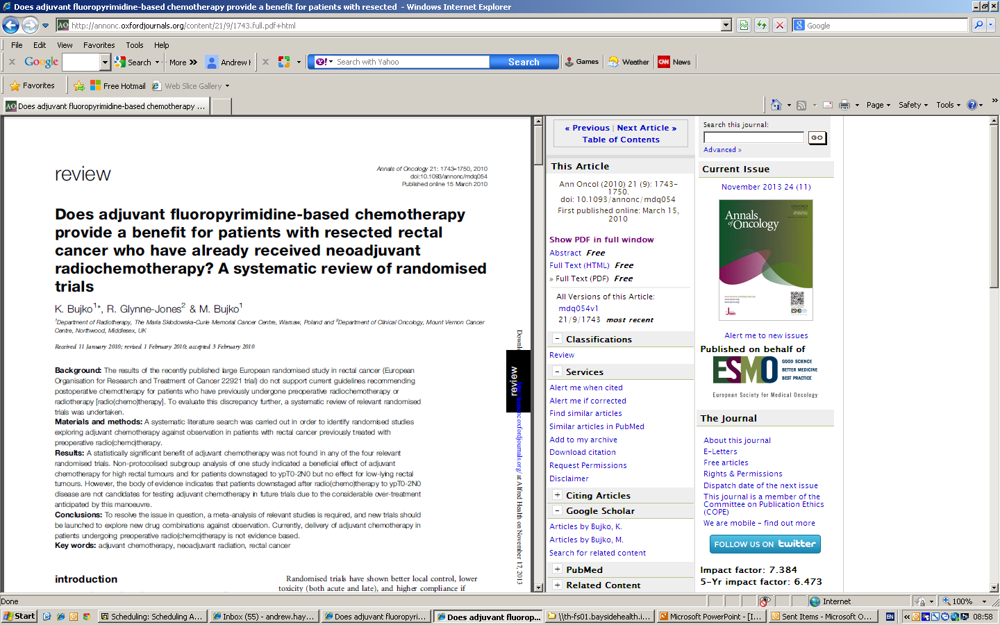 Does adjuvant fluoropyrimidine-based chemotherapy provide a benefit for patients with resected - Windows Internet Explorer
http://annonc.oxfordjournals.org/content/21/9/1743.full.pdf+html
Google
File Edit View Favorites Tools Help
Google Search More » Andrew H Search with Yahoo Search Games Weather CNN News
Favorites Free Hotmail Web Slice Gallery
AO Does adjuvant fluoropyrimidine-based chemotherapy ...
Page Safety Tools »
review
Annals of Oncology 21: 1743–1750, 2010
doi:10.1093/annonc/mdq054
Published online 15 March 2010
Does adjuvant fluoropyrimidine-based chemotherapy
provide a benefit for patients with resected rectal
cancer who have already received neoadjuvant
radiochemotherapy? A systematic review of randomised
trials
K. Bujko1*, R. Glynne-Jones2 & M. Bujko1
1Department of Radiotherapy, The Maria Sklodowska-Curie Memorial Cancer Centre, Warsaw, Poland and 2Department of Clinical Oncology, Mount Vernon Cancer
Centre, Northwood, Middlesex, UK
Received 11 January 2010; revised 1 February 2010; accepted 3 February 2010
Background: The results of the recently published large European randomised study in rectal cancer (European
Organisation for Research and Treatment of Cancer 22921 trial) do not support current guidelines recommending
postoperative chemotherapy for patients who have previously undergone preoperative radiochemotherapy or
radiotherapy [radio(chemo)therapy]. To evaluate this discrepancy further, a systematic review of relevant randomised
trials was undertaken.
Materials and methods: A systematic literature search was carried out in order to identify randomised studies
exploring adjuvant chemotherapy against observation in patients with rectal cancer previously treated with
preoperative radio(chemo)therapy.
Results: A statistically significant benefit of adjuvant chemotherapy was not found in any of the four relevant
randomised trials. Non-protocolised subgroup analysis of one study indicated a beneficial effect of adjuvant
chemotherapy for high rectal tumours and for patients downstaged to ypT0-2N0 but no effect for low-lying rectal
tumours. However, the body of evidence indicates that patients downstaged after radio(chemo)therapy to ypT0-2N0
disease are not candidates for testing adjuvant chemotherapy in future trials due to the considerable over-treatment
anticipated by this manoeuvre.
Conclusions: To resolve the issue in question, a meta-analysis of relevant studies is required, and new trials should
be launched to explore new drug combinations against observation. Currently, delivery of adjuvant chemotherapy in
patients undergoing preoperative radio(chemo)therapy is not evidence based.
Key words: adjuvant chemotherapy, neoadjuvant radiation, rectal cancer
introduction
Randomised trials have shown better local control, lower
toxicity (both acute and late), and higher compliance if
review
oxfordjournals.org/ at Alfred Health on November 17, 2013
« Previous | Next Article »
Table of Contents
This Article
Ann Oncol (2010) 21 (9): 1743-
1750.
doi: 10.1093/annonc/mdq054
First published online: March 15,
2010
Show PDF in full window
Abstract Free
Full Text (HTML) Free
» Full Text (PDF) Free
All Versions of this Article:
mdq054v1
21/9/1743 most recent
Classifications
Review
Services
Alert me when cited
Alert me if corrected
Find similar articles
Similar articles in PubMed
Add to my archive
Download citation
Request Permissions
Disclaimer
Citing Articles
Google Scholar
Articles by Bujko, K.
Articles by Bujko, M.
Search for related content
PubMed
Related Content
Search this journal:
GO
Advanced »
Current Issue
November 2013 24 (11)
Annals
of Oncology
Alert me to new issues
Published on behalf of
ESMO GOOD SCIENCE
BETTER MEDICINE
BEST PRACTICE
European Society for Medical Oncology
The Journal
About this journal
E-Letters
Free articles
Rights & Permissions
Dispatch date of the next issue
This journal is a member of the
Committee on Publication Ethics
(COPE)
We are mobile – find out more
FOLLOW US ON twitter
Impact factor: 7.384
5-Yr impact factor: 6.473
Done Internet 100%
Start Scheduling: Scheduling A... Inbox (55) - andrew.hay... Does adjuvant fluoropyri... Does adjuvant fluorop... \\th-fs01.baysidehealth.i... Microsoft PowerPoint - [I... Sent Items - Microsoft O... EN « 08:58